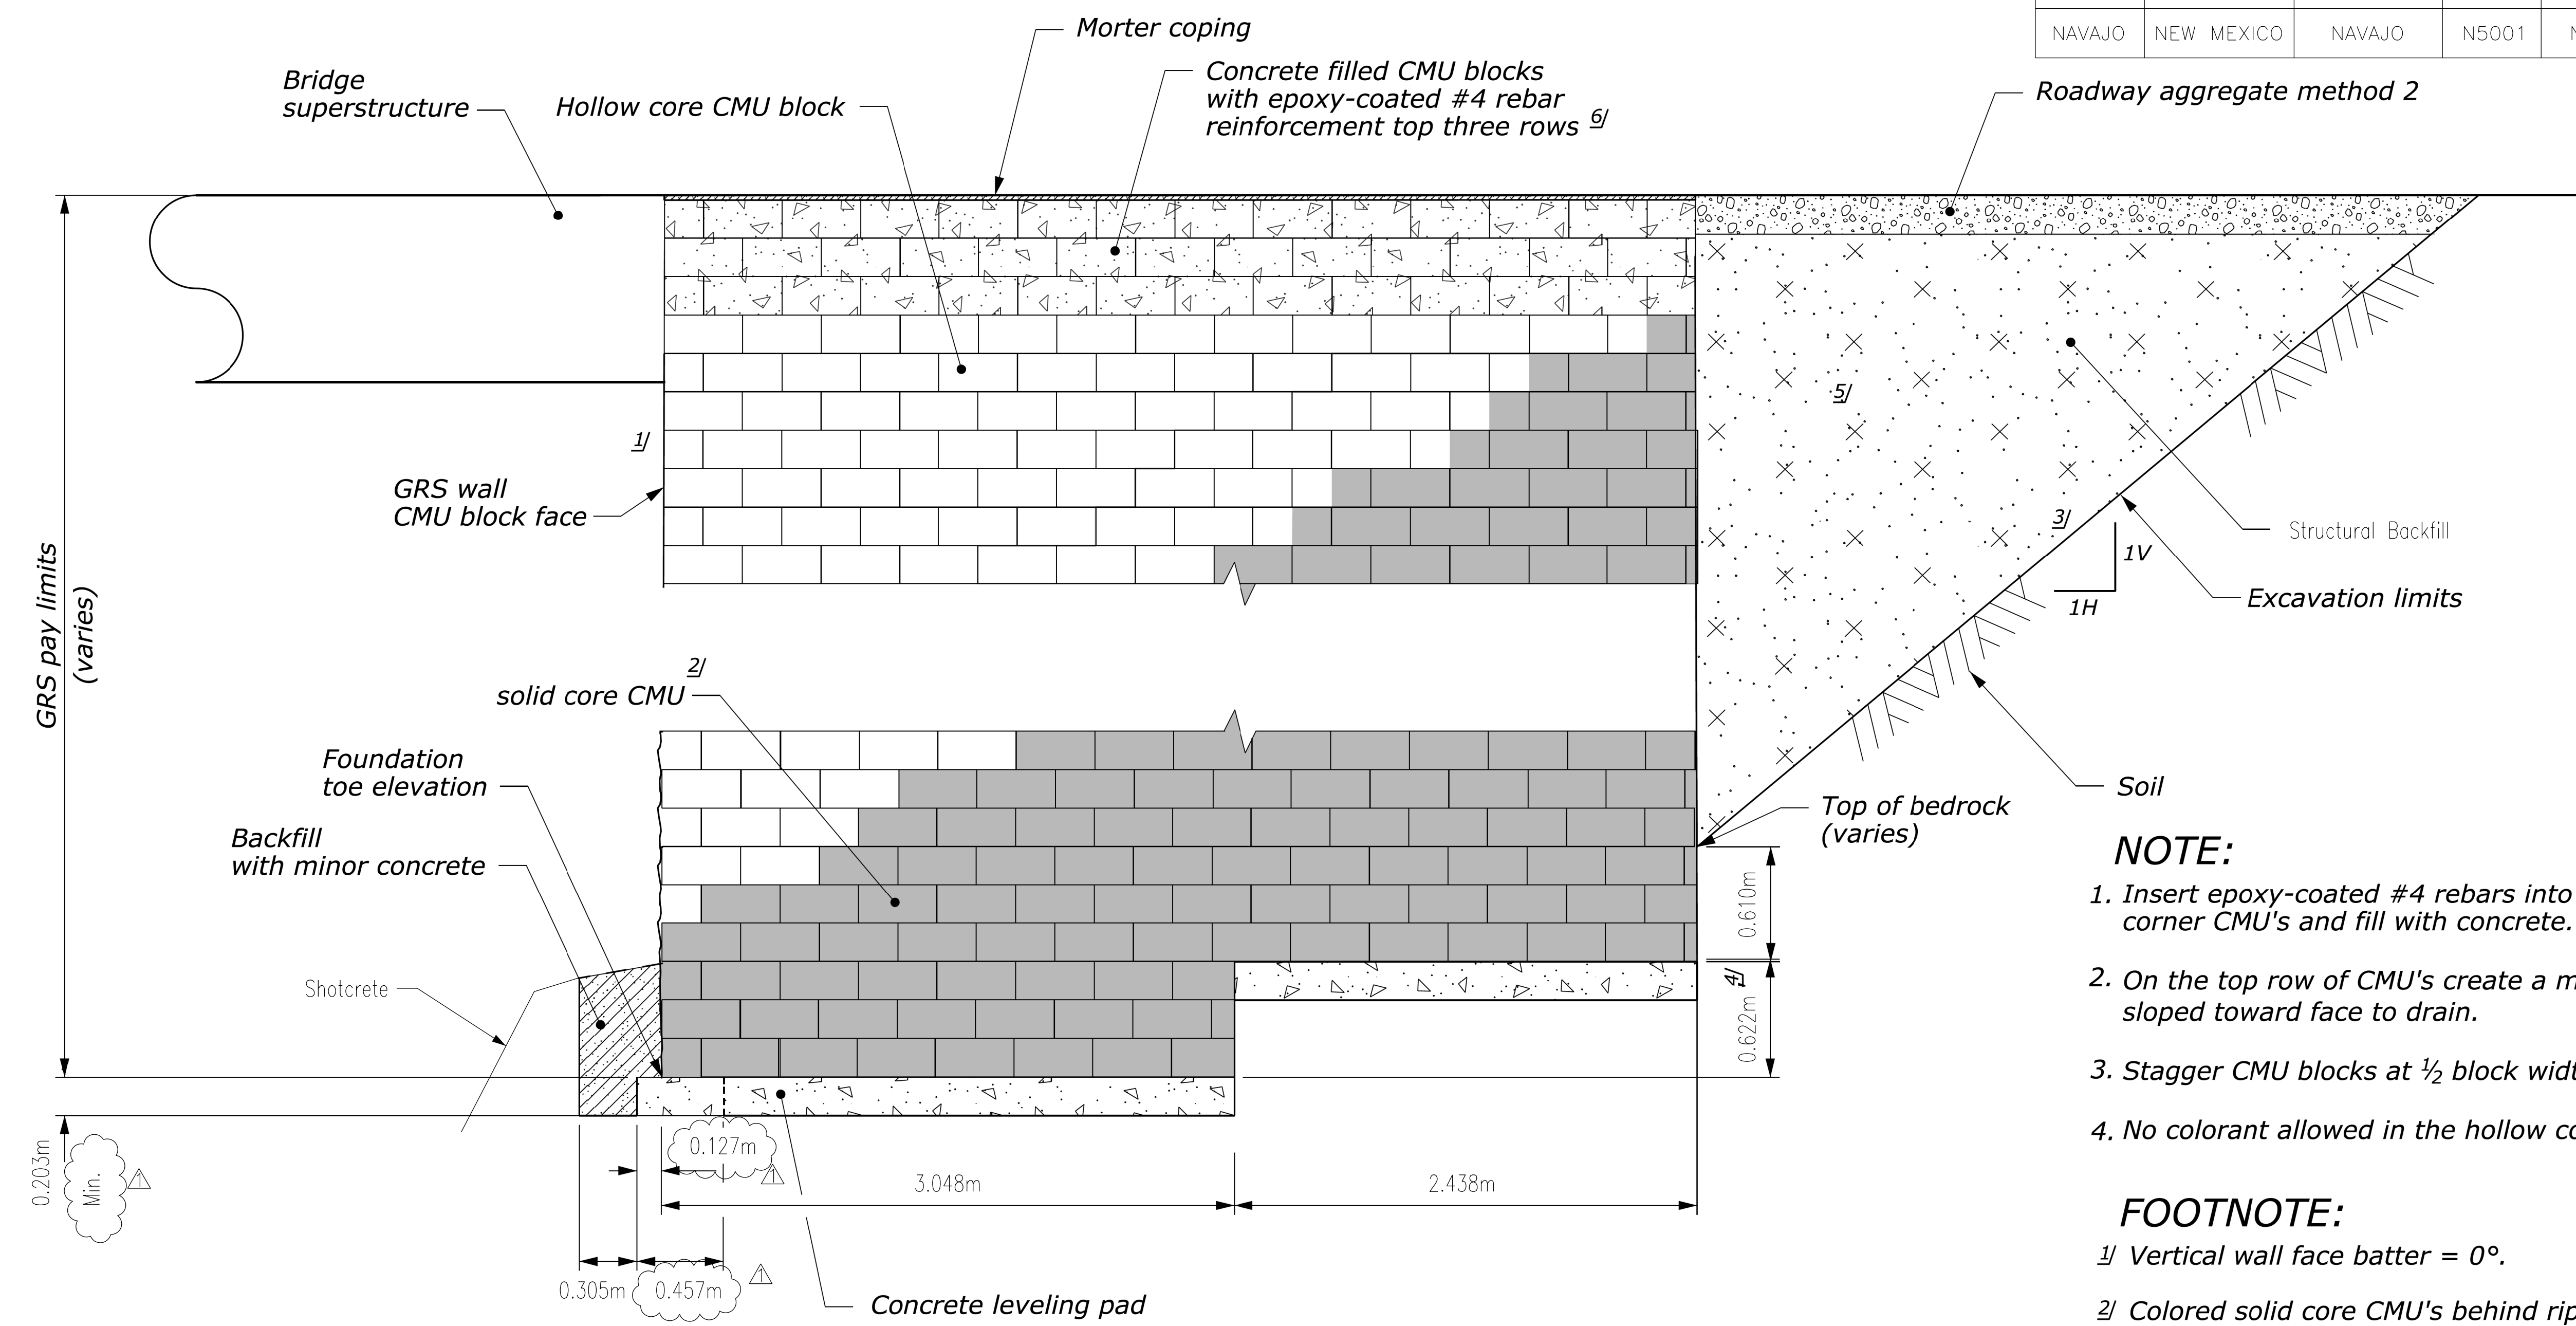 NAVAJO NEW MEXICO NAVAJO N5001
Morter coping
Bridge
superstructure
Hollow core CMU block
Concrete filled CMU blocks
with epoxy-coated #4 rebar
reinforcement top three rows 6/
Roadway aggregate method 2
1/
GRS wall
CMU block face
5/
3/
1V
1H
Structural Backfill
Excavation limits
GRS pay limits
(varies)
2/
solid core CMU
Foundation
toe elevation
Backfill
with minor concrete
Shotcrete
Soil
Top of bedrock
(varies)
0.610m
4/
0.622m
0.203m
Min.
1
0.127m
1
3.048m
2.438m
0.305m
0.457m
1
Concrete leveling pad
NOTE:
1. Insert epoxy-coated #4 rebars into
corner CMU's and fill with concrete.
2. On the top row of CMU's create a
sloped toward face to drain.
3. Stagger CMU blocks at ½ block
4. No colorant allowed in the hollow
FOOTNOTE:
1/ Vertical wall face batter = 0°.
2/ Colored solid core CMU's behind